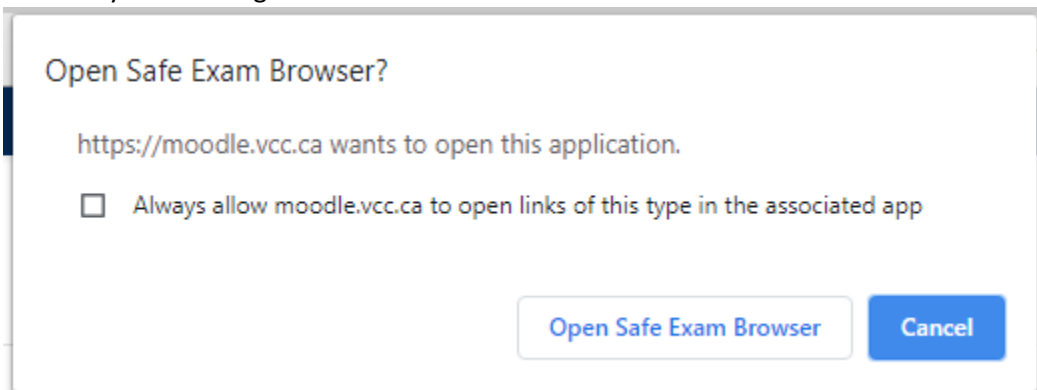 Open Safe Exam Browser?
https://moodle.vcc.ca wants to open this application.
Always allow moodle.vcc.ca to open links of this type in the associated app
Open Safe Exam Browser
Cancel